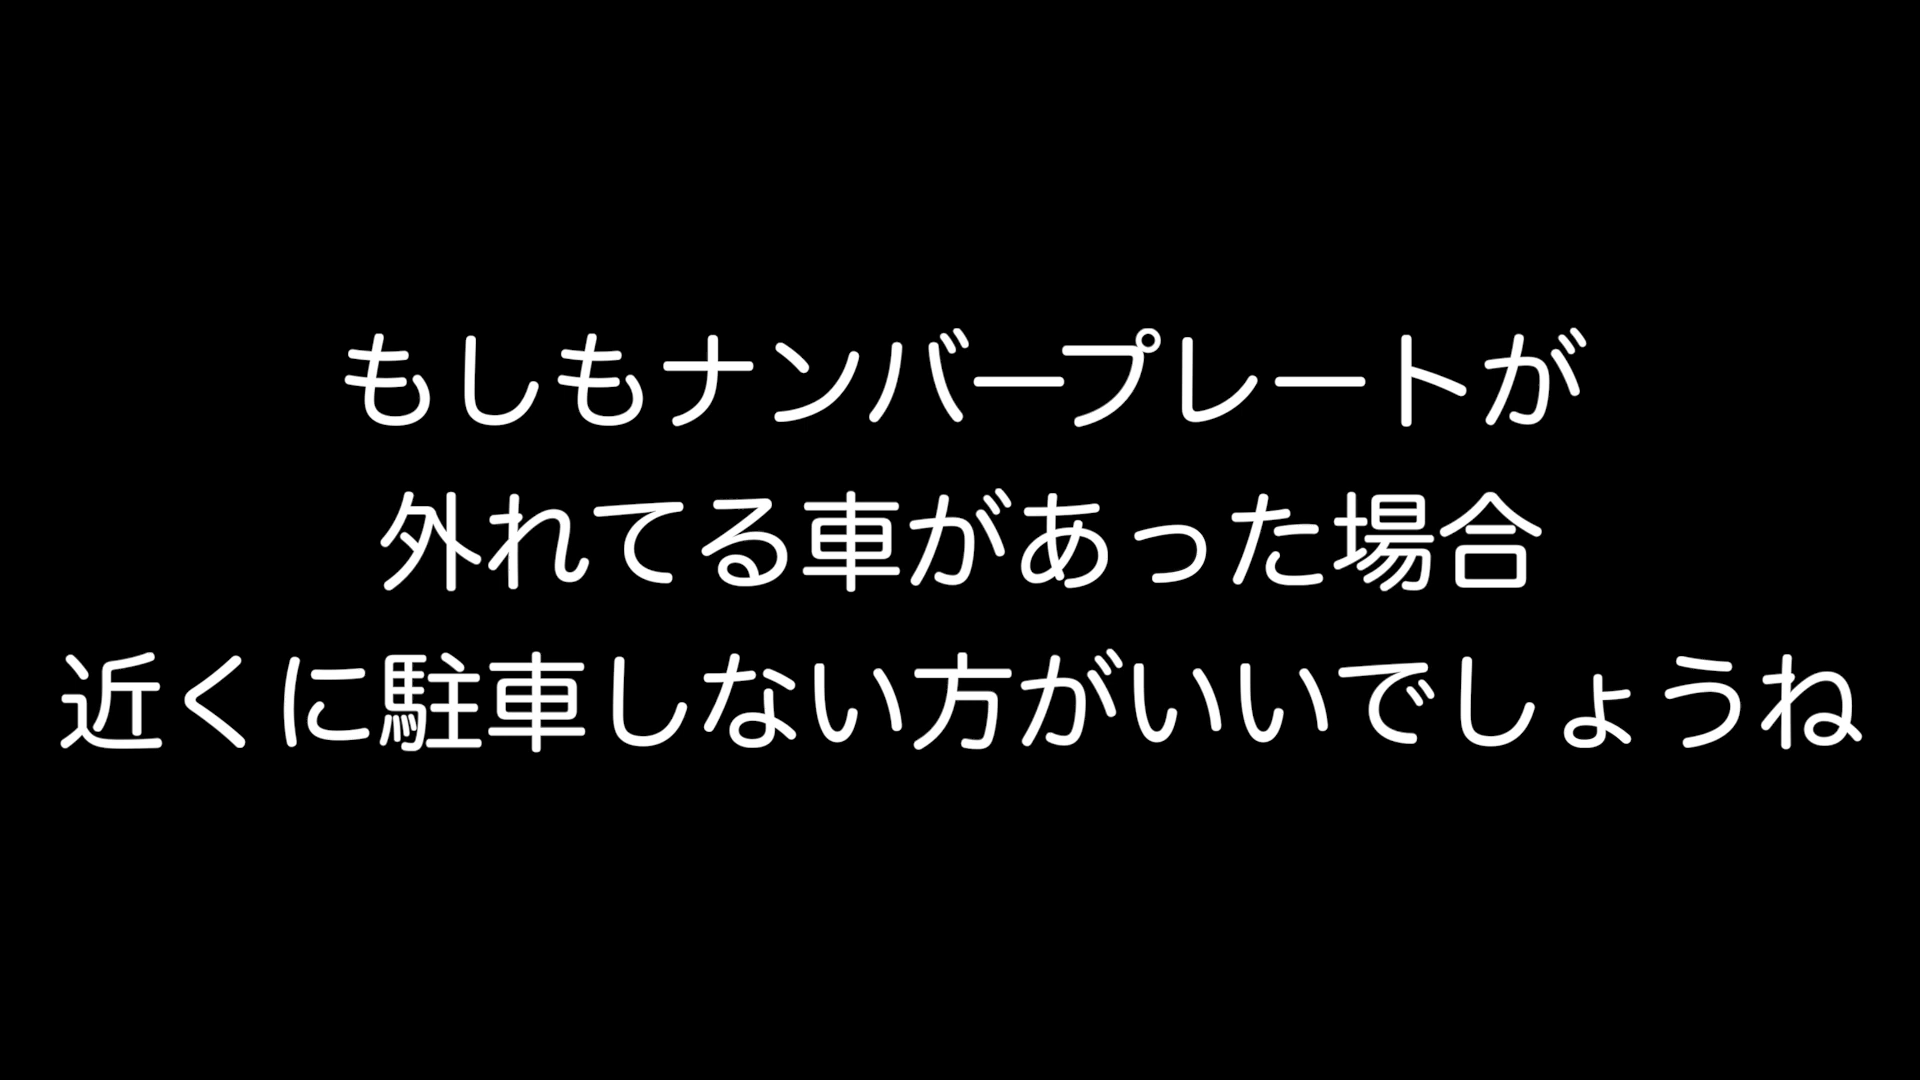 もしもナンバープレートが
外れてる車があった場合
近くに駐車しない方がいいでしょうね